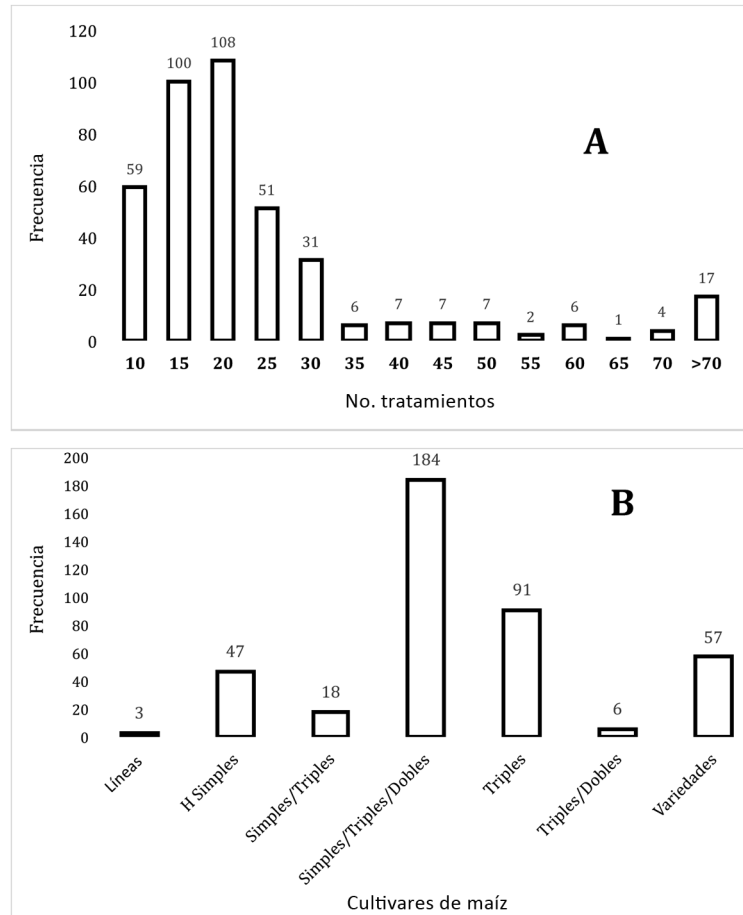 120
100
80
60
40
20
0
Frecuencia
A
59
100
108
51
31
6
7
7
7
2
6
1
4
17
10 15 20 25 30 35 40 45 50 55 60 65 70 >70
No. tratamientos
200
180
160
140
120
100
80
60
40
20
0
Frecuencia
B
3
47
18
184
91
6
57
Líneas
H Simples
Simples/Triples
Simples/Triples/Dobles
Triples
Triples/Dobles
Variedades
Cultivares de maíz